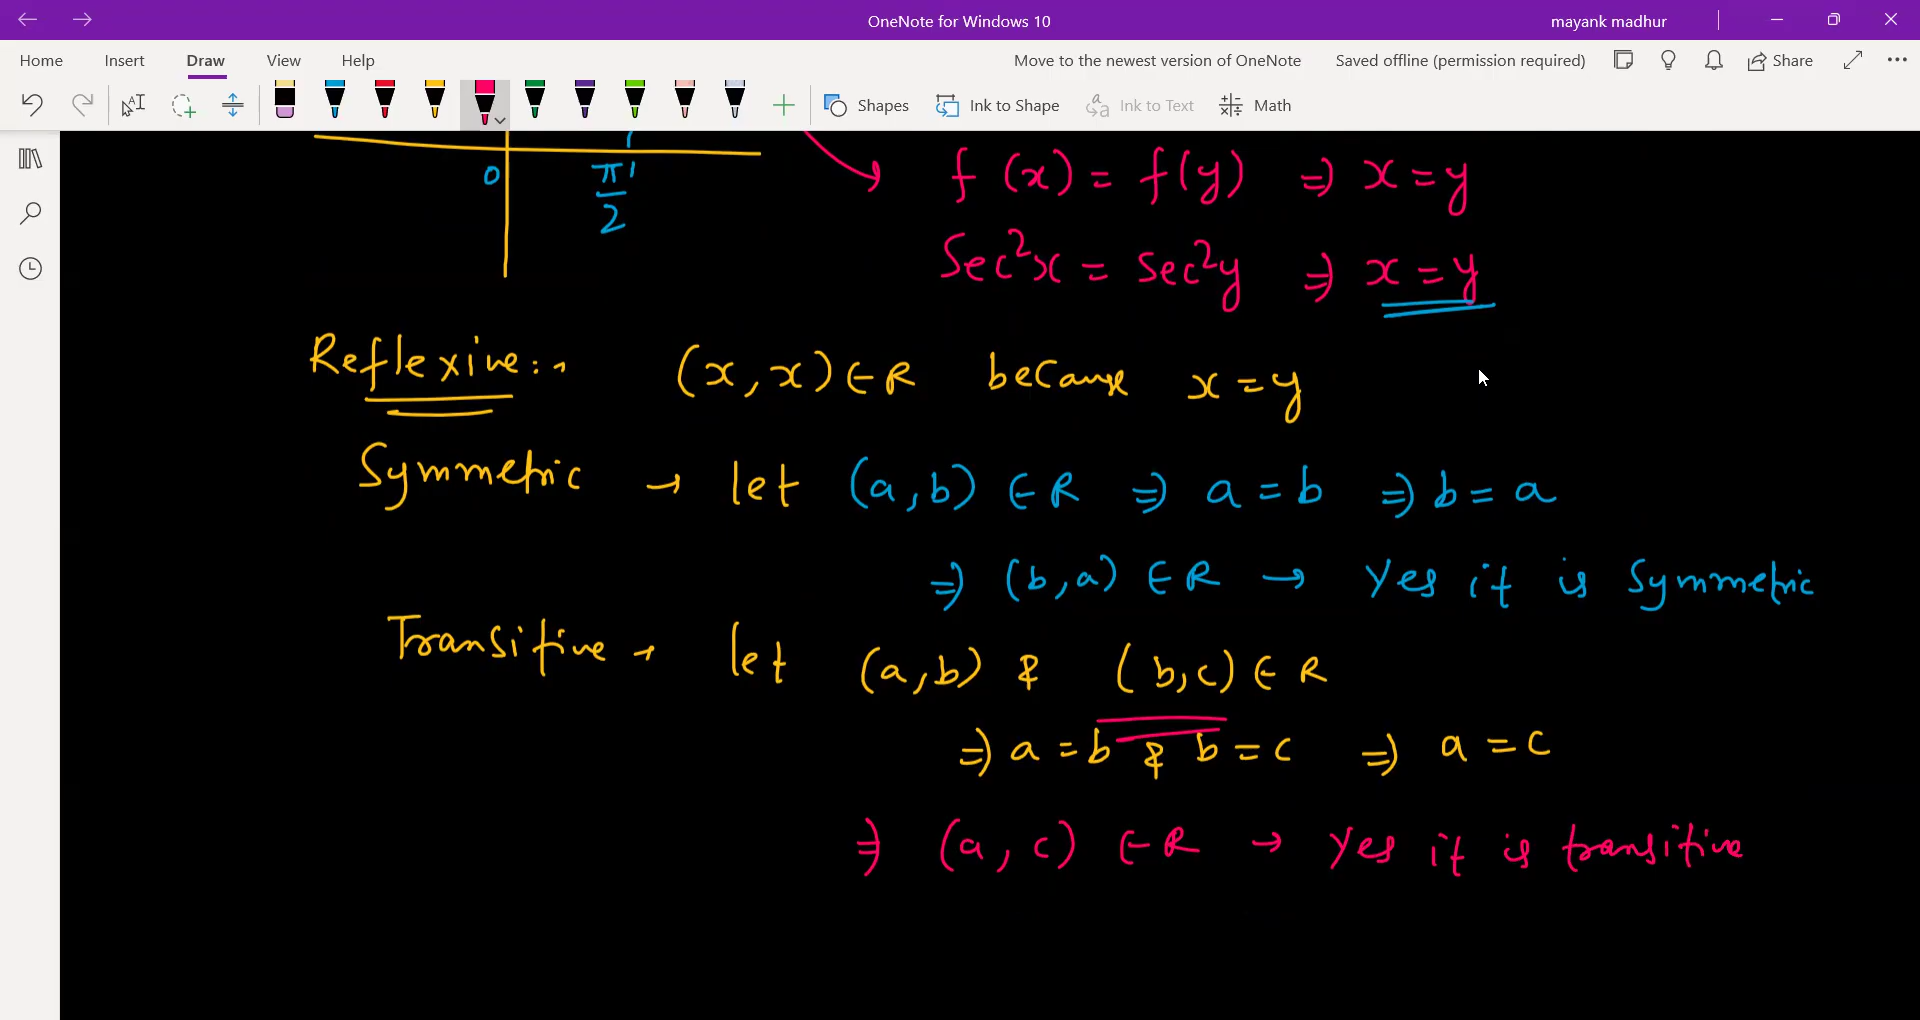 OneNote for Windows 10
mayank madhur
Home Insert Draw View Help
Move to the newest version of OneNote Saved offline (permission required) Share
Shapes Ink to Shape Ink to Text Math
0 π/2
f (x) = f(y) ⇒ x = y
Sec²x = Sec²y ⇒ x = y
Reflexive :→ (x, x) ∈ R because x = y
Symmetric → let (a, b) ∈ R ⇒ a = b ⇒ b = a
⇒ (b, a) ∈ R → Yes it is Symmetric
Transitive → let (a, b) & (b, c) ∈ R
⇒ a = b & b = c ⇒ a = c
⇒ (a, c) ∈ R → Yes it is transitive